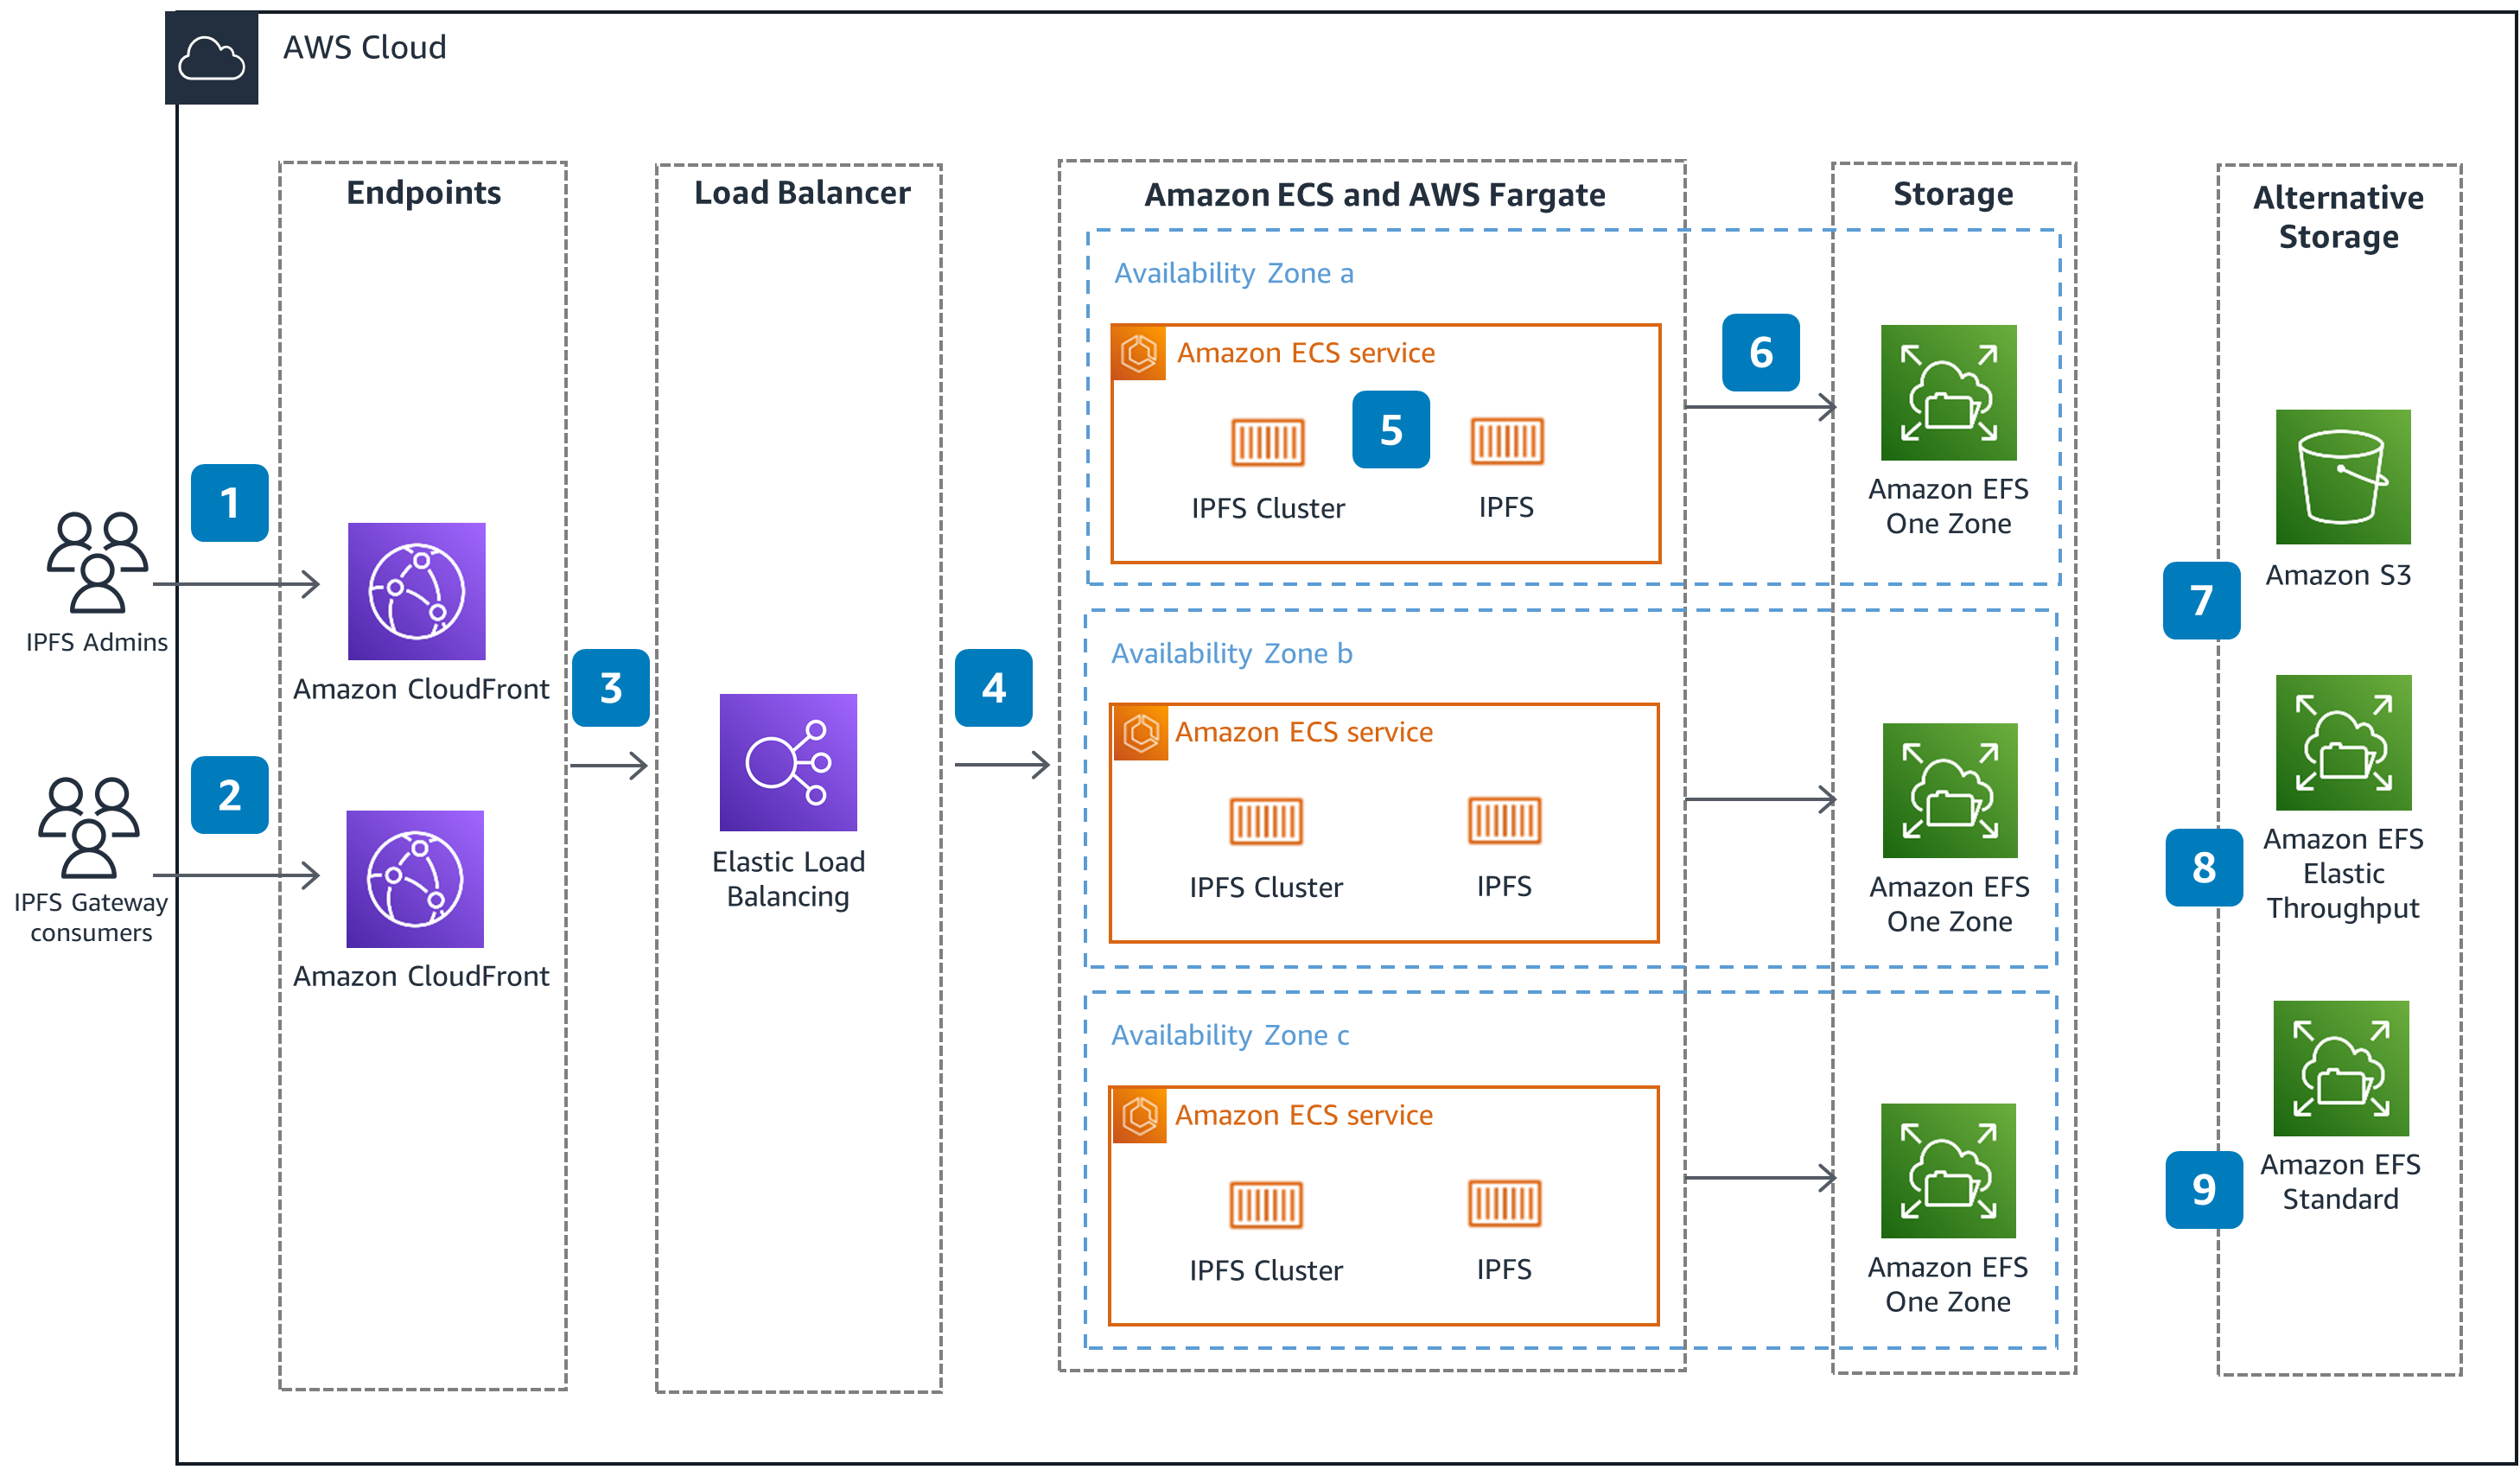 AWS Cloud
1
IPFS Admins
2
IPFS Gateway
consumers
Endpoints
Amazon CloudFront
Amazon CloudFront
3
Load Balancer
Elastic Load
Balancing
4
Amazon ECS and AWS Fargate
Availability Zone a
Amazon ECS service
5
IPFS Cluster
IPFS
Availability Zone b
Amazon ECS service
IPFS Cluster
IPFS
Availability Zone c
Amazon ECS service
IPFS Cluster
IPFS
6
Storage
Amazon EFS
One Zone
Amazon EFS
One Zone
Amazon EFS
One Zone
Alternative
Storage
Amazon S3
7
Amazon EFS
Elastic
Throughput
8
Amazon EFS
Standard
9